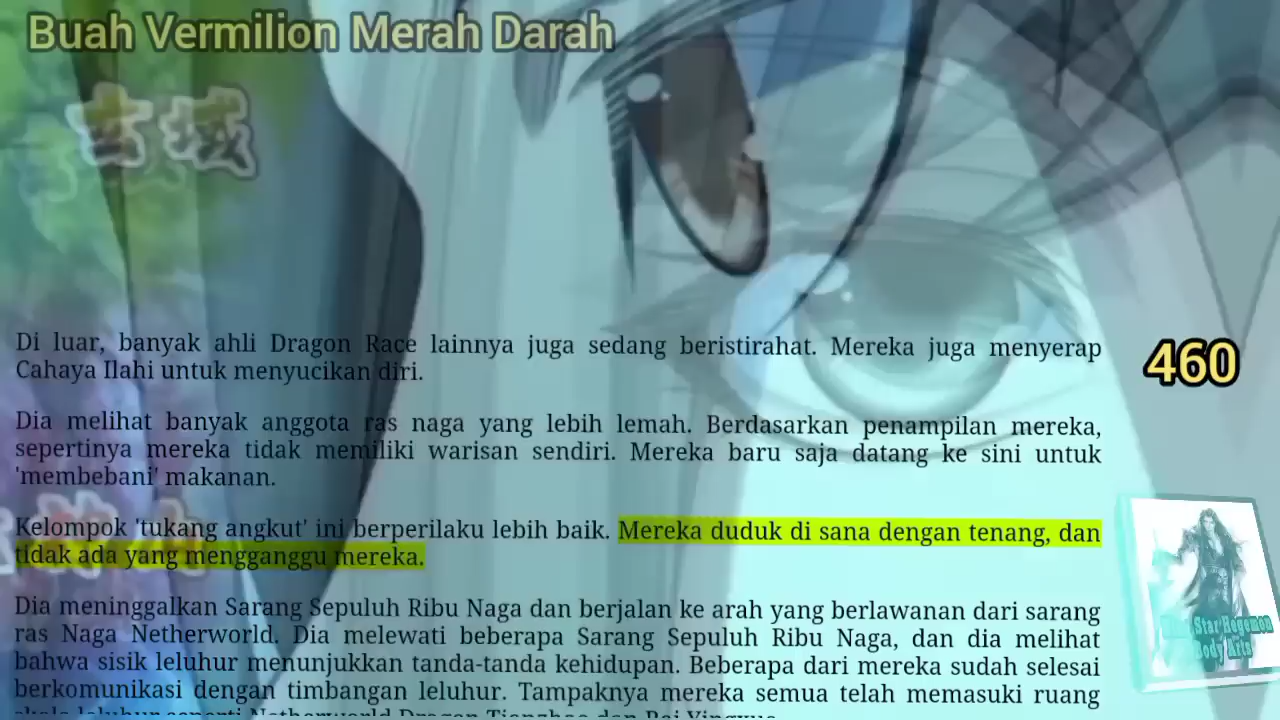 Buah Vermilion Merah Darah
玄域
Di luar, banyak ahli Dragon Race lainnya juga sedang beristirahat. Mereka juga menyerap
Cahaya Ilahi untuk menyucikan diri.
460
Dia melihat banyak anggota ras naga yang lebih lemah. Berdasarkan penampilan mereka,
sepertinya mereka tidak memiliki warisan sendiri. Mereka baru saja datang ke sini untuk
'membebani' makanan.
Kelompok 'tukang angkut' ini berperilaku lebih baik. Mereka duduk di sana dengan tenang, dan
tidak ada yang mengganggu mereka.
Dia meninggalkan Sarang Sepuluh Ribu Naga dan berjalan ke arah yang berlawanan dari sarang
ras Naga Netherworld. Dia melewati beberapa Sarang Sepuluh Ribu Naga, dan dia melihat
bahwa sisik leluhur menunjukkan tanda-tanda kehidupan. Beberapa dari mereka sudah selesai
berkomunikasi dengan timbangan leluhur. Tampaknya mereka semua telah memasuki ruang
Star Hegemon
Body Arts